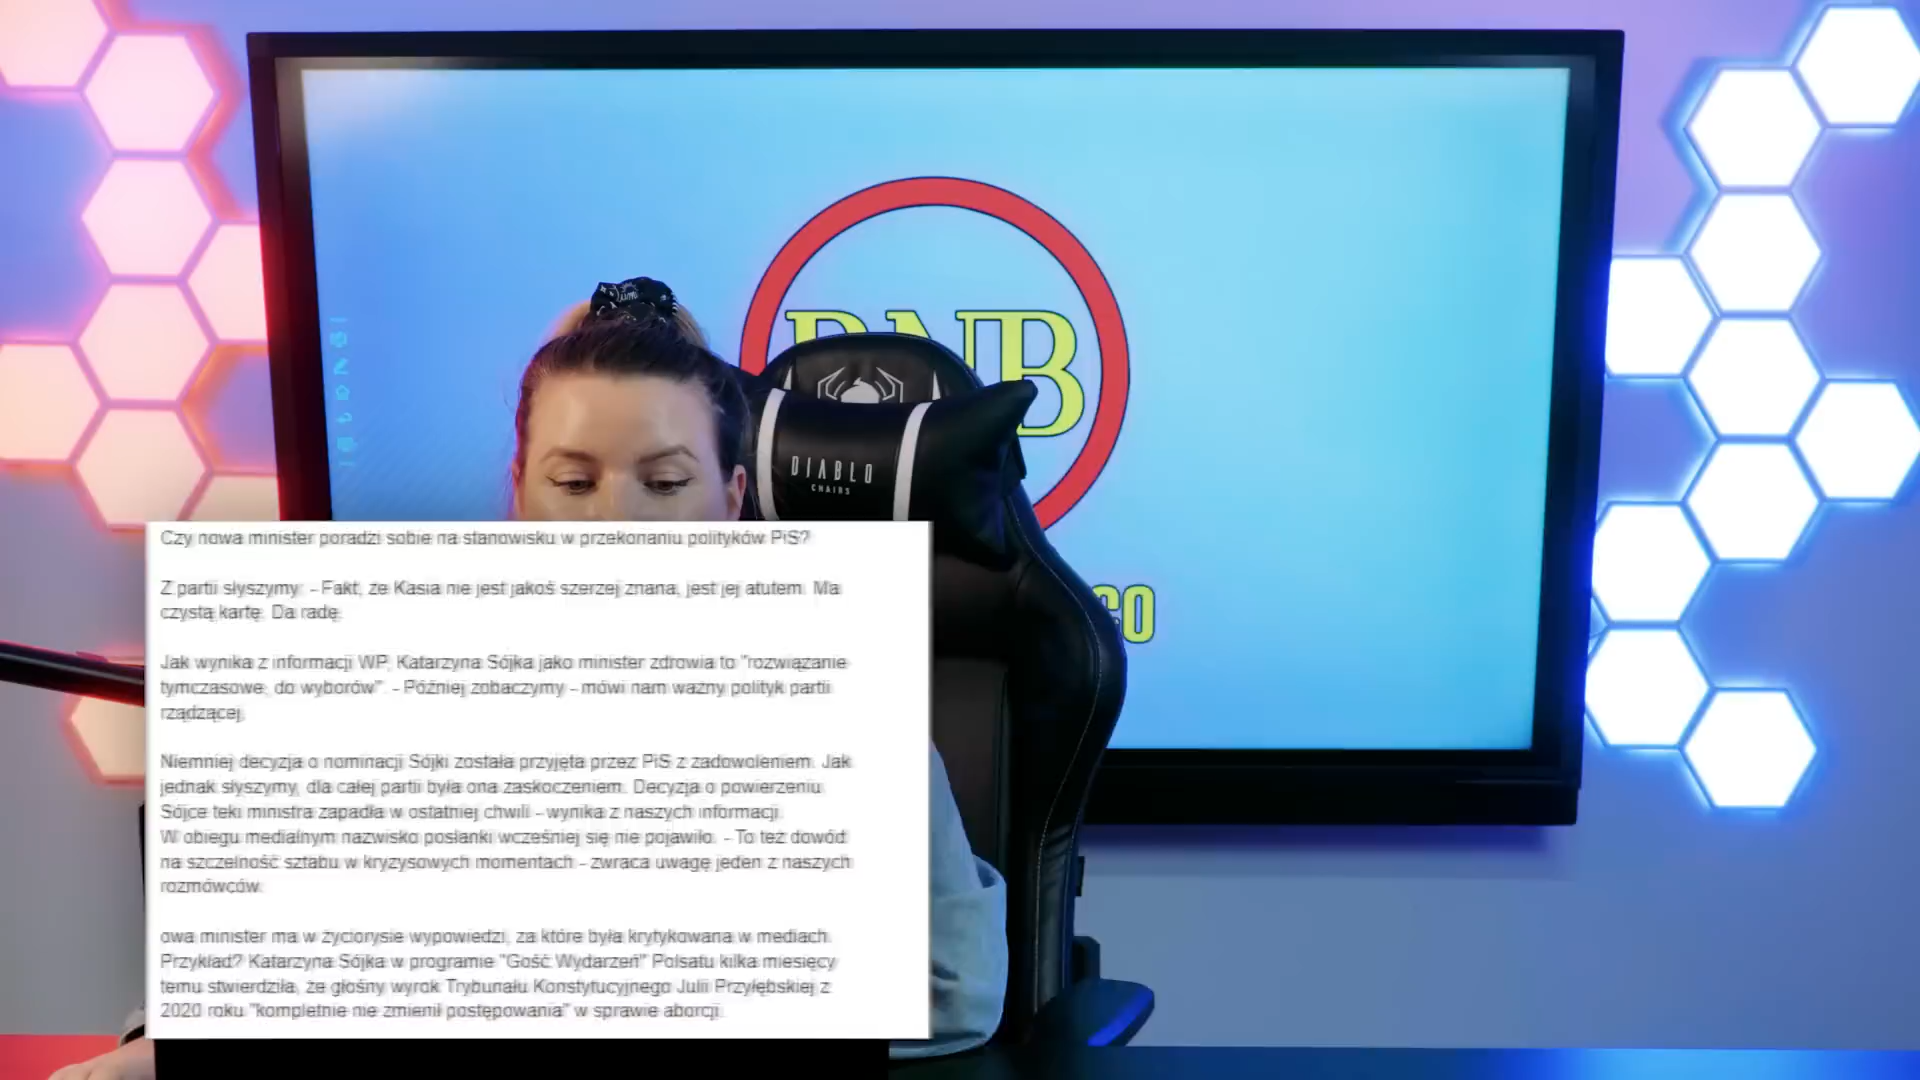 BNB
DIABLO
CHAIRS
GO
Czy nowa minister poradzi sobie na stanowisku w przekonaniu polityków PiS?
Z partii słyszymy: - Fakt, że Kasia nie jest jakoś szerzej znana, jest jej atutem. Ma
czystą kartę. Da radę.
Jak wynika z informacji WP, Katarzyna Sójka jako minister zdrowia to "rozwiązanie
tymczasowe, do wyborów". - Później zobaczymy - mówi nam ważny polityk partii
rządzącej.
Niemniej decyzja o nominacji Sójki została przyjęta przez PiS z zadowoleniem. Jak
jednak słyszymy, dla całej partii była ona zaskoczeniem. Decyzja o powierzeniu
Sójce teki ministra zapadła w ostatniej chwili - wynika z naszych informacji.
W obiegu medialnym nazwisko posłanki wcześniej się nie pojawiło. - To też dowód
na szczelność sztabu w kryzysowych momentach - zwraca uwagę jeden z naszych
rozmówców.
owa minister ma w życiorysie wypowiedzi, za które była krytykowana w mediach.
Przykład? Katarzyna Sójka w programie "Gość Wydarzeń" Polsatu kilka miesięcy
temu stwierdziła, że głośny wyrok Trybunału Konstytucyjnego Julii Przyłębskiej z
2020 roku "kompletnie nie zmienił postępowania" w sprawie aborcji.